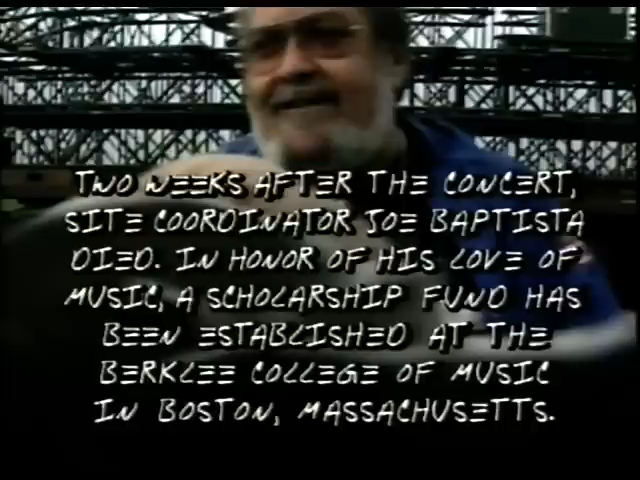 TWO WEEKS AFTER THE CONCERT,
SITE COORDINATOR JOE BAPTISTA
DIED. IN HONOR OF HIS LOVE OF
MUSIC, A SCHOLARSHIP FUND HAS
BEEN ESTABLISHED AT THE
BERKLEE COLLEGE OF MUSIC
IN BOSTON, MASSACHUSETTS.